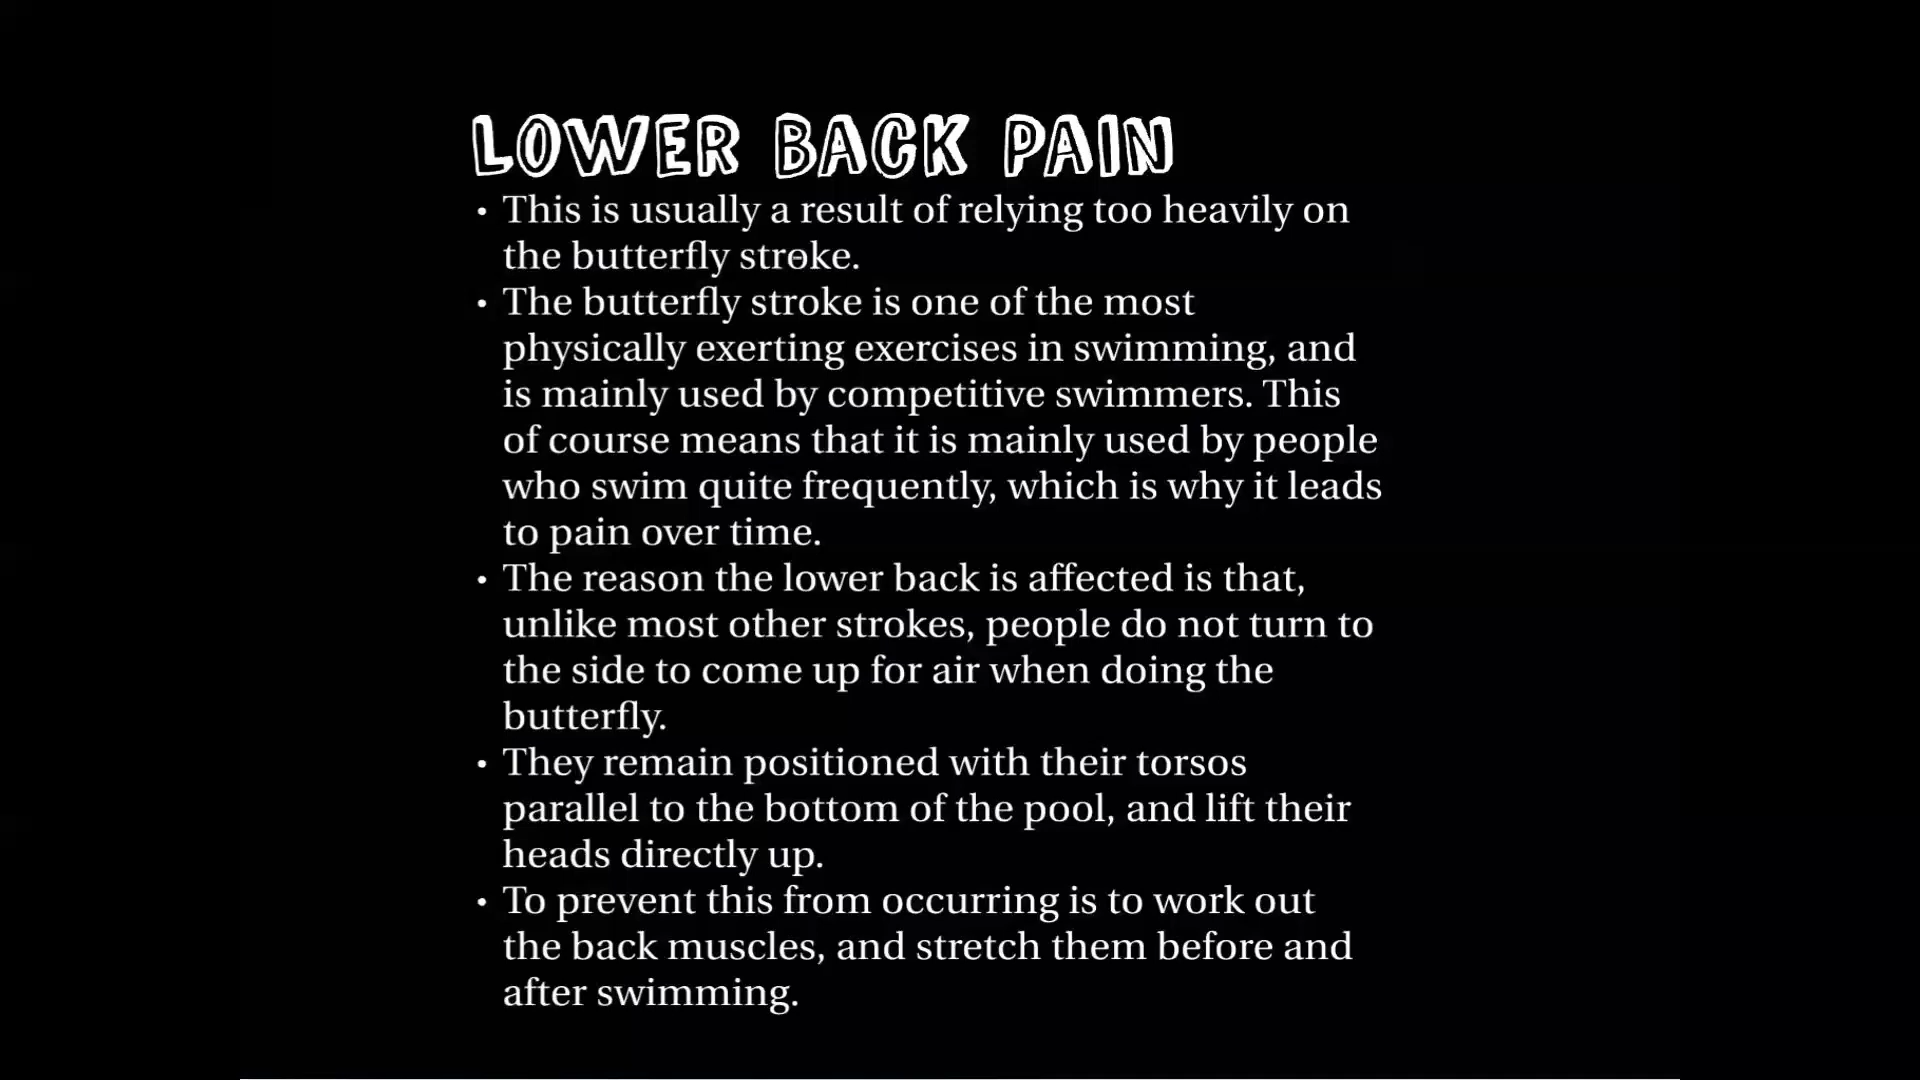 LOWER BACK PAIN
• This is usually a result of relying too heavily on
the butterfly stroke.
• The butterfly stroke is one of the most
physically exerting exercises in swimming, and
is mainly used by competitive swimmers. This
of course means that it is mainly used by people
who swim quite frequently, which is why it leads
to pain over time.
• The reason the lower back is affected is that,
unlike most other strokes, people do not turn to
the side to come up for air when doing the
butterfly.
• They remain positioned with their torsos
parallel to the bottom of the pool, and lift their
heads directly up.
• To prevent this from occurring is to work out
the back muscles, and stretch them before and
after swimming.